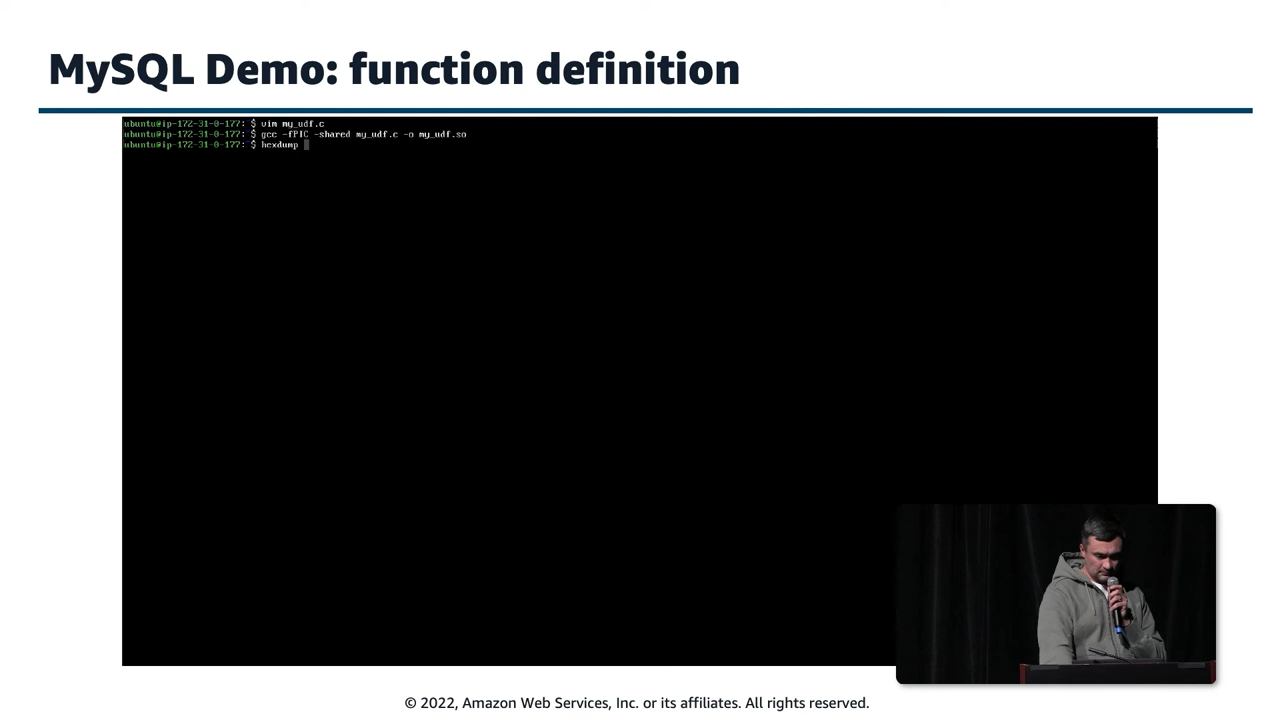 MySQL Demo: function definition
ubuntu@ip-172-31-0-177:~$ vim my_udf.c
ubuntu@ip-172-31-0-177:~$ gcc -fPIC -shared my_udf.c -o my_udf.so
ubuntu@ip-172-31-0-177:~$ hexdump
© 2022, Amazon Web Services, Inc. or its affiliates. All rights reserved.